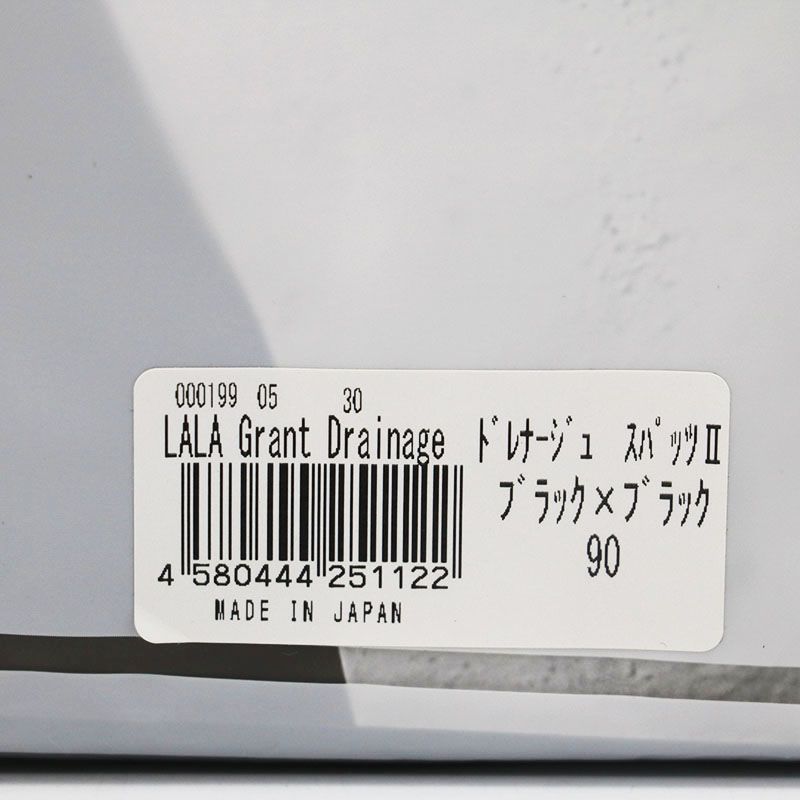 000199 05 30
LALA Grant Drainage ﾄﾞﾚﾅｰｼﾞｭ ｽﾊﾟｯﾂⅡ
ﾌﾞﾗｯｸ×ﾌﾞﾗｯｸ
90
4 580444 251122
MADE IN JAPAN